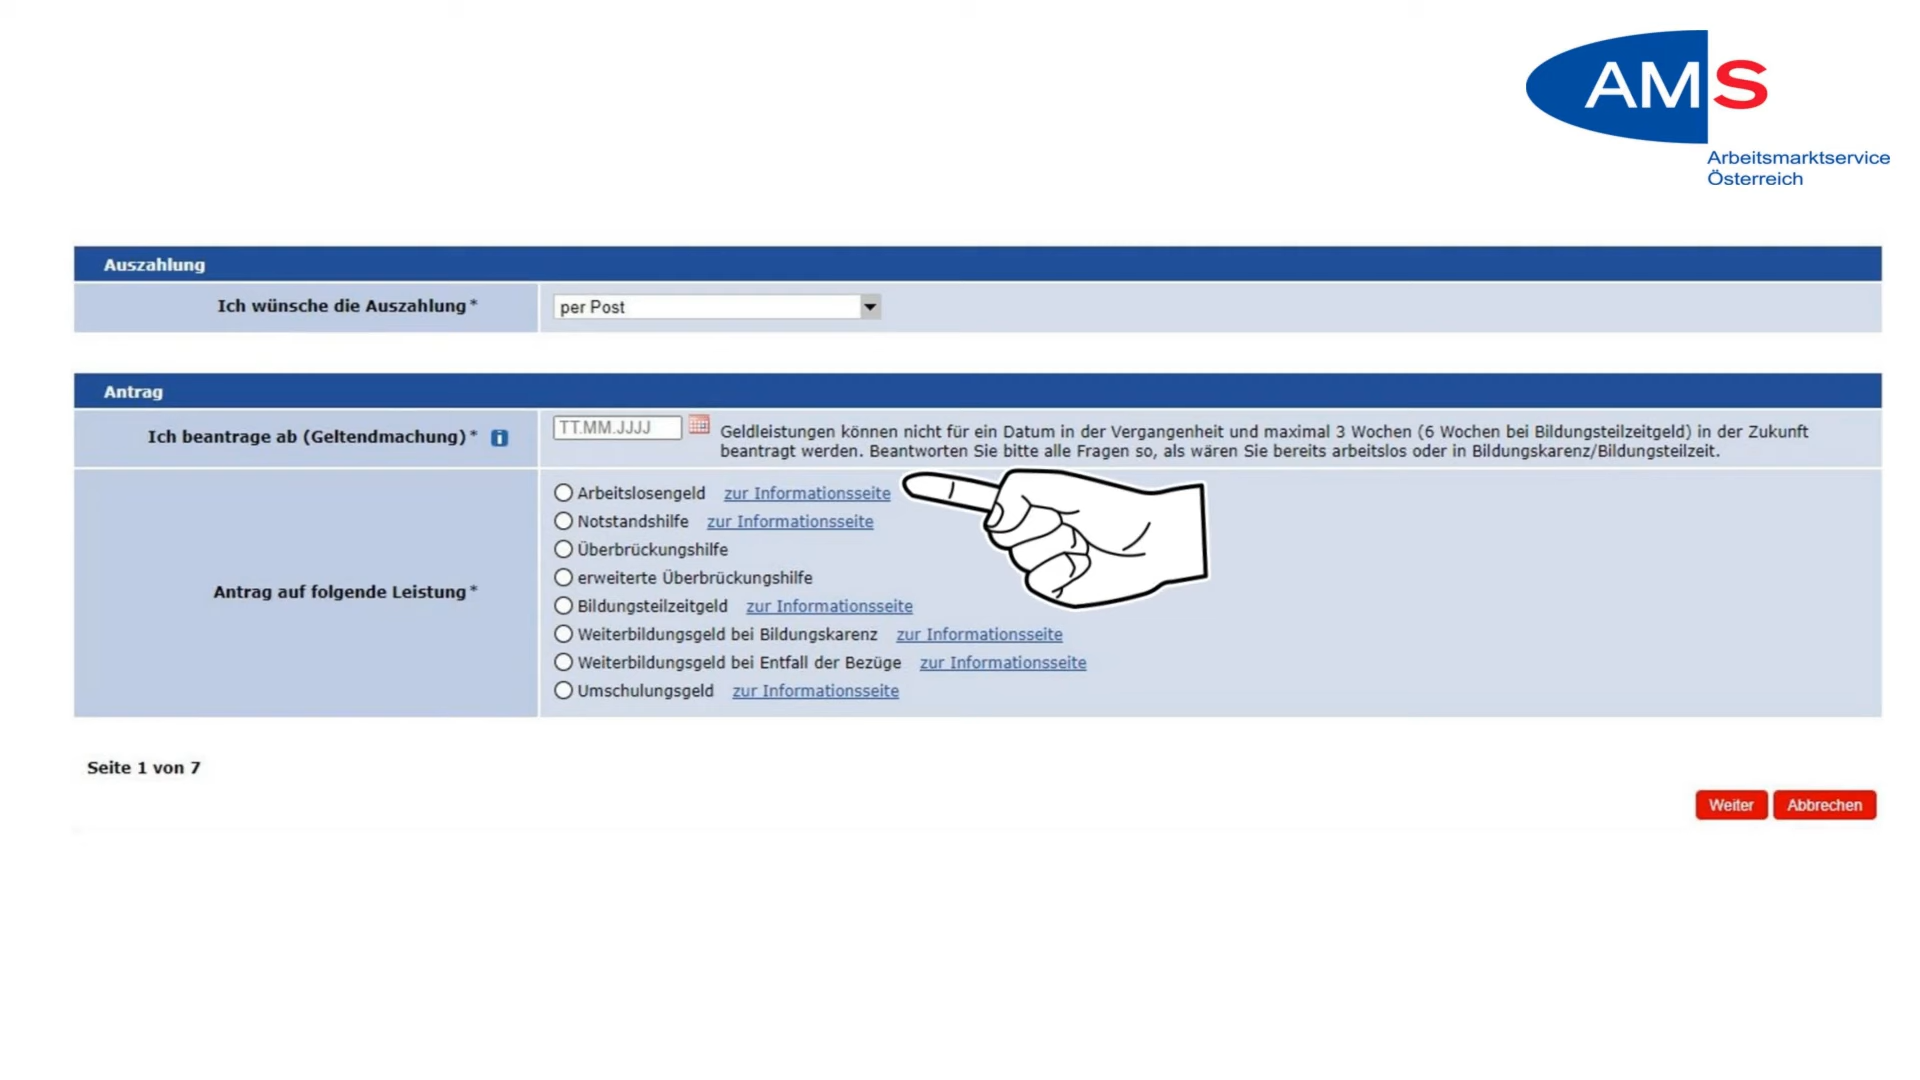 AMS
Arbeitsmarktservice
Österreich
Auszahlung
Ich wünsche die Auszahlung* per Post
Antrag
Ich beantrage ab (Geltendmachung)* i TT.MM.JJJJ
Geldleistungen können nicht für ein Datum in der Vergangenheit und maximal 3 Wochen (6 Wochen bei Bildungsteilzeitgeld) in der Zukunft
beantragt werden. Beantworten Sie bitte alle Fragen so, als wären Sie bereits arbeitslos oder in Bildungskarenz/Bildungsteilzeit.
Antrag auf folgende Leistung*
Arbeitslosengeld zur Informationsseite
Notstandshilfe zur Informationsseite
Überbrückungshilfe
erweiterte Überbrückungshilfe
Bildungsteilzeitgeld zur Informationsseite
Weiterbildungsgeld bei Bildungskarenz zur Informationsseite
Weiterbildungsgeld bei Entfall der Bezüge zur Informationsseite
Umschulungsgeld zur Informationsseite
Seite 1 von 7
Weiter Abbrechen